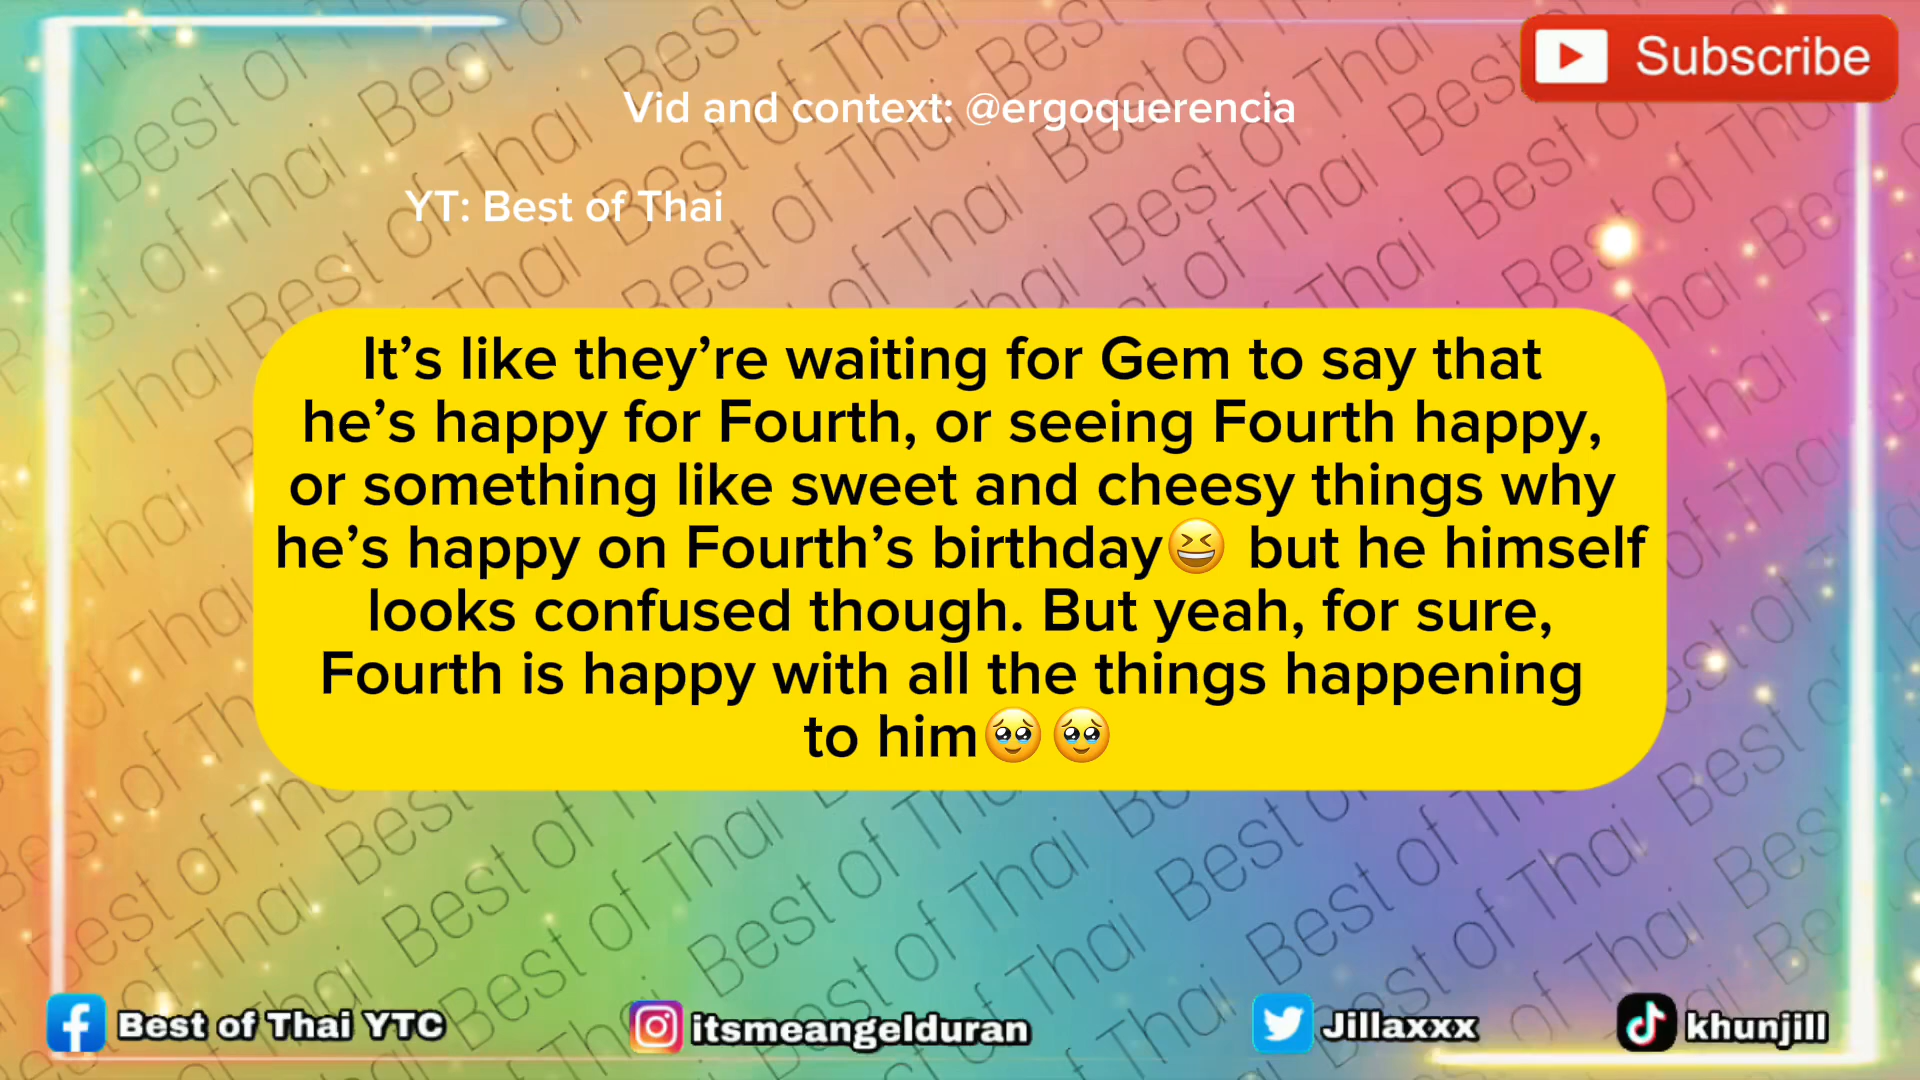 Subscribe
Vid and context: @ergoquerencia
YT: Best of Thai
It’s like they’re waiting for Gem to say that
he’s happy for Fourth, or seeing Fourth happy,
or something like sweet and cheesy things why
he’s happy on Fourth’s birthday😆 but he himself
looks confused though. But yeah, for sure,
Fourth is happy with all the things happening
to him🥹🥹
Best of Thai YTC
itsmeangelduran
Jillaxxx
khunjill
Best of Thai